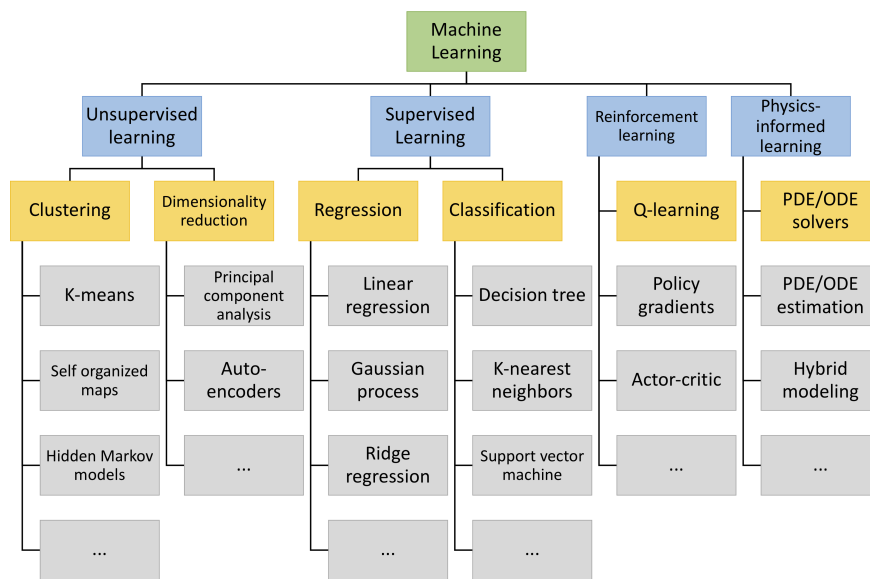 Machine
Learning
Unsupervised
learning
Supervised
Learning
Reinforcement
learning
Physics-
informed
learning
Clustering
Dimensionality
reduction
Regression
Classification
Q-learning
PDE/ODE
solvers
K-means
Principal
component
analysis
Linear
regression
Decision tree
Policy
gradients
PDE/ODE
estimation
Self organized
maps
Auto-
encoders
Gaussian
process
K-nearest
neighbors
Actor-critic
Hybrid
modeling
Hidden Markov
models
...
Ridge
regression
Support vector
machine
...
...
...
...
...